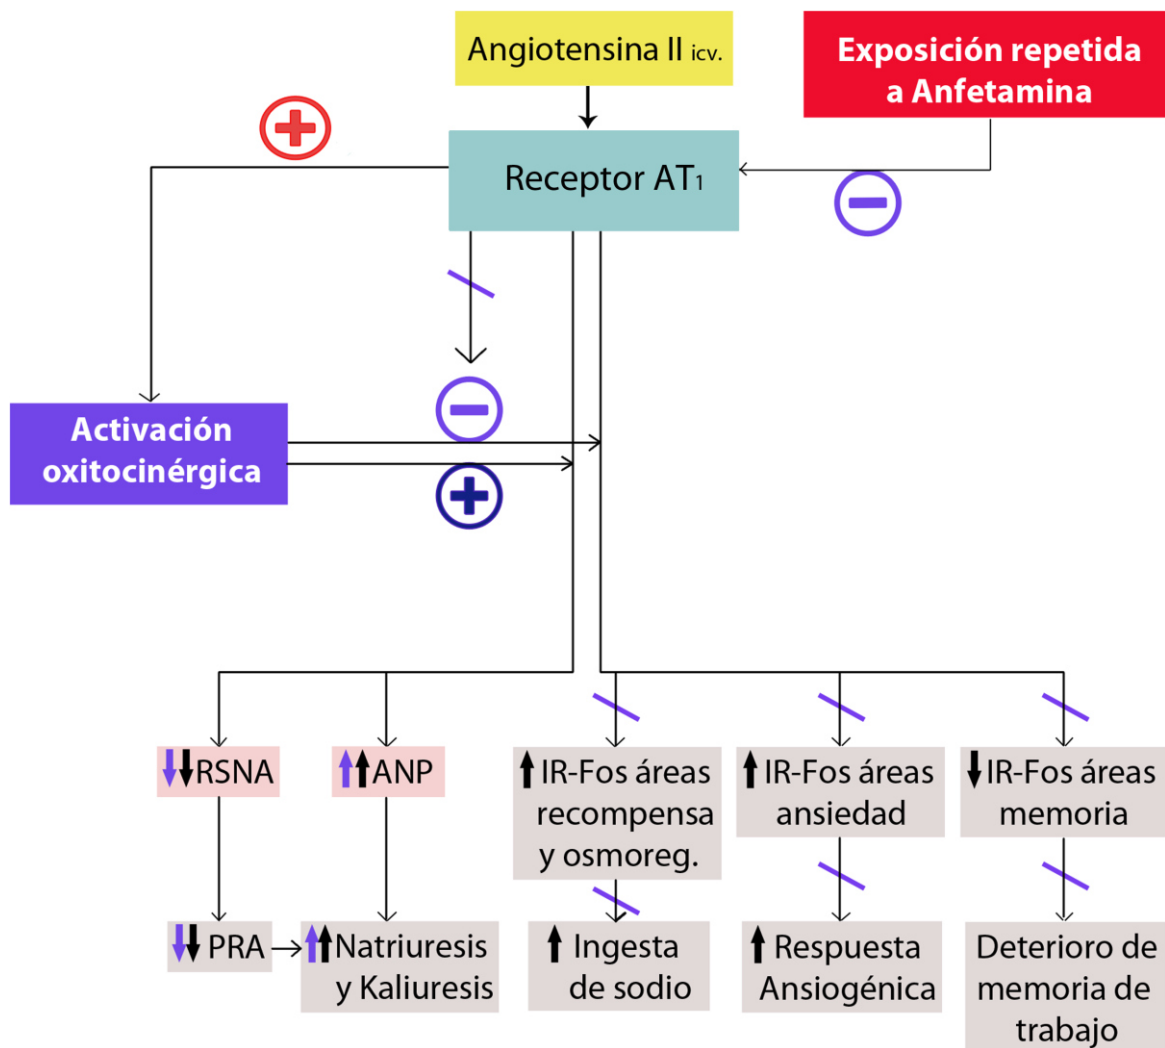 Angiotensina II icv.
Exposición repetida
a Anfetamina
Receptor AT1
Activación
oxitocinérgica
RSNA
ANP
IR-Fos áreas
recompensa
y osmoreg.
IR-Fos áreas
ansiedad
IR-Fos áreas
memoria
PRA
Natriuresis
y Kaliuresis
Ingesta
de sodio
Respuesta
Ansiogénica
Deterioro de
memoria de
trabajo